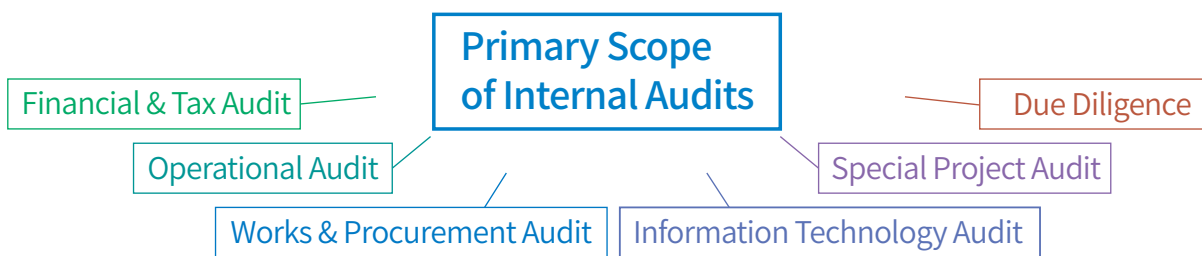 Primary Scope
of Internal Audits
Financial & Tax Audit
Due Diligence
Operational Audit
Special Project Audit
Works & Procurement Audit
Information Technology Audit